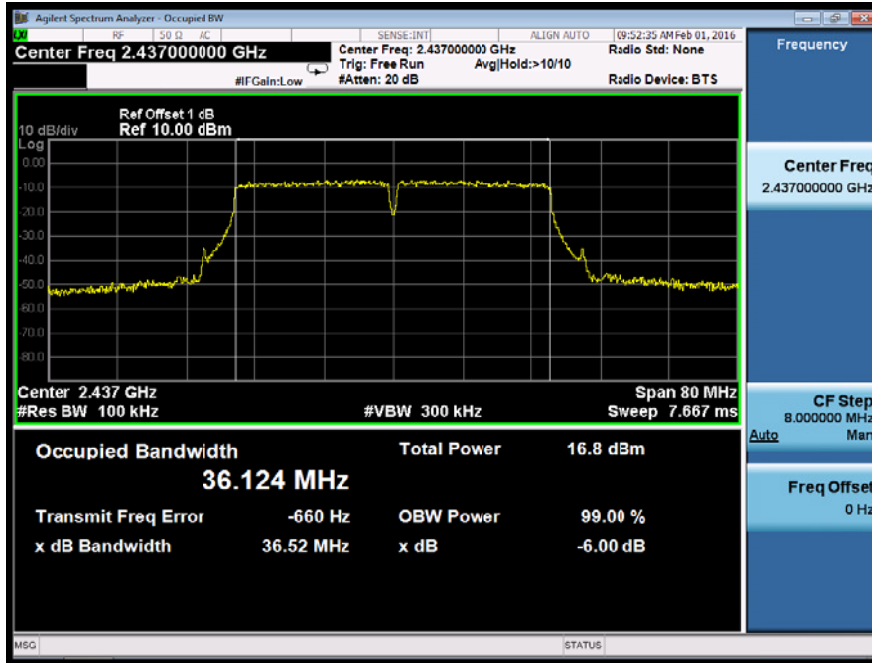 Agilent Spectrum Analyzer - Occupied BW
RF 50 Ω AC SENSE:INT ALIGN AUTO 09:52:35 AM Feb 01, 2016
Center Freq 2.437000000 GHz
Center Freq: 2.437000000 GHz
Radio Std: None
Trig: Free Run Avg|Hold:>10/10
#IFGain:Low
#Atten: 20 dB
Radio Device: BTS
Frequency
Ref Offset 1 dB
10 dB/div Ref 10.00 dBm
Log
0.00
-10.0
-20.0
-30.0
-40.0
-50.0
-60.0
-70.0
-80.0
Center 2.437 GHz Span 80 MHz
#Res BW 100 kHz #VBW 300 kHz Sweep 7.667 ms
Center Freq
2.437000000 GHz
CF Step
8.000000 MHz
Auto Man
Freq Offset
0 Hz
Occupied Bandwidth Total Power 16.8 dBm
36.124 MHz
Transmit Freq Error -660 Hz OBW Power 99.00 %
x dB Bandwidth 36.52 MHz x dB -6.00 dB
MSG STATUS